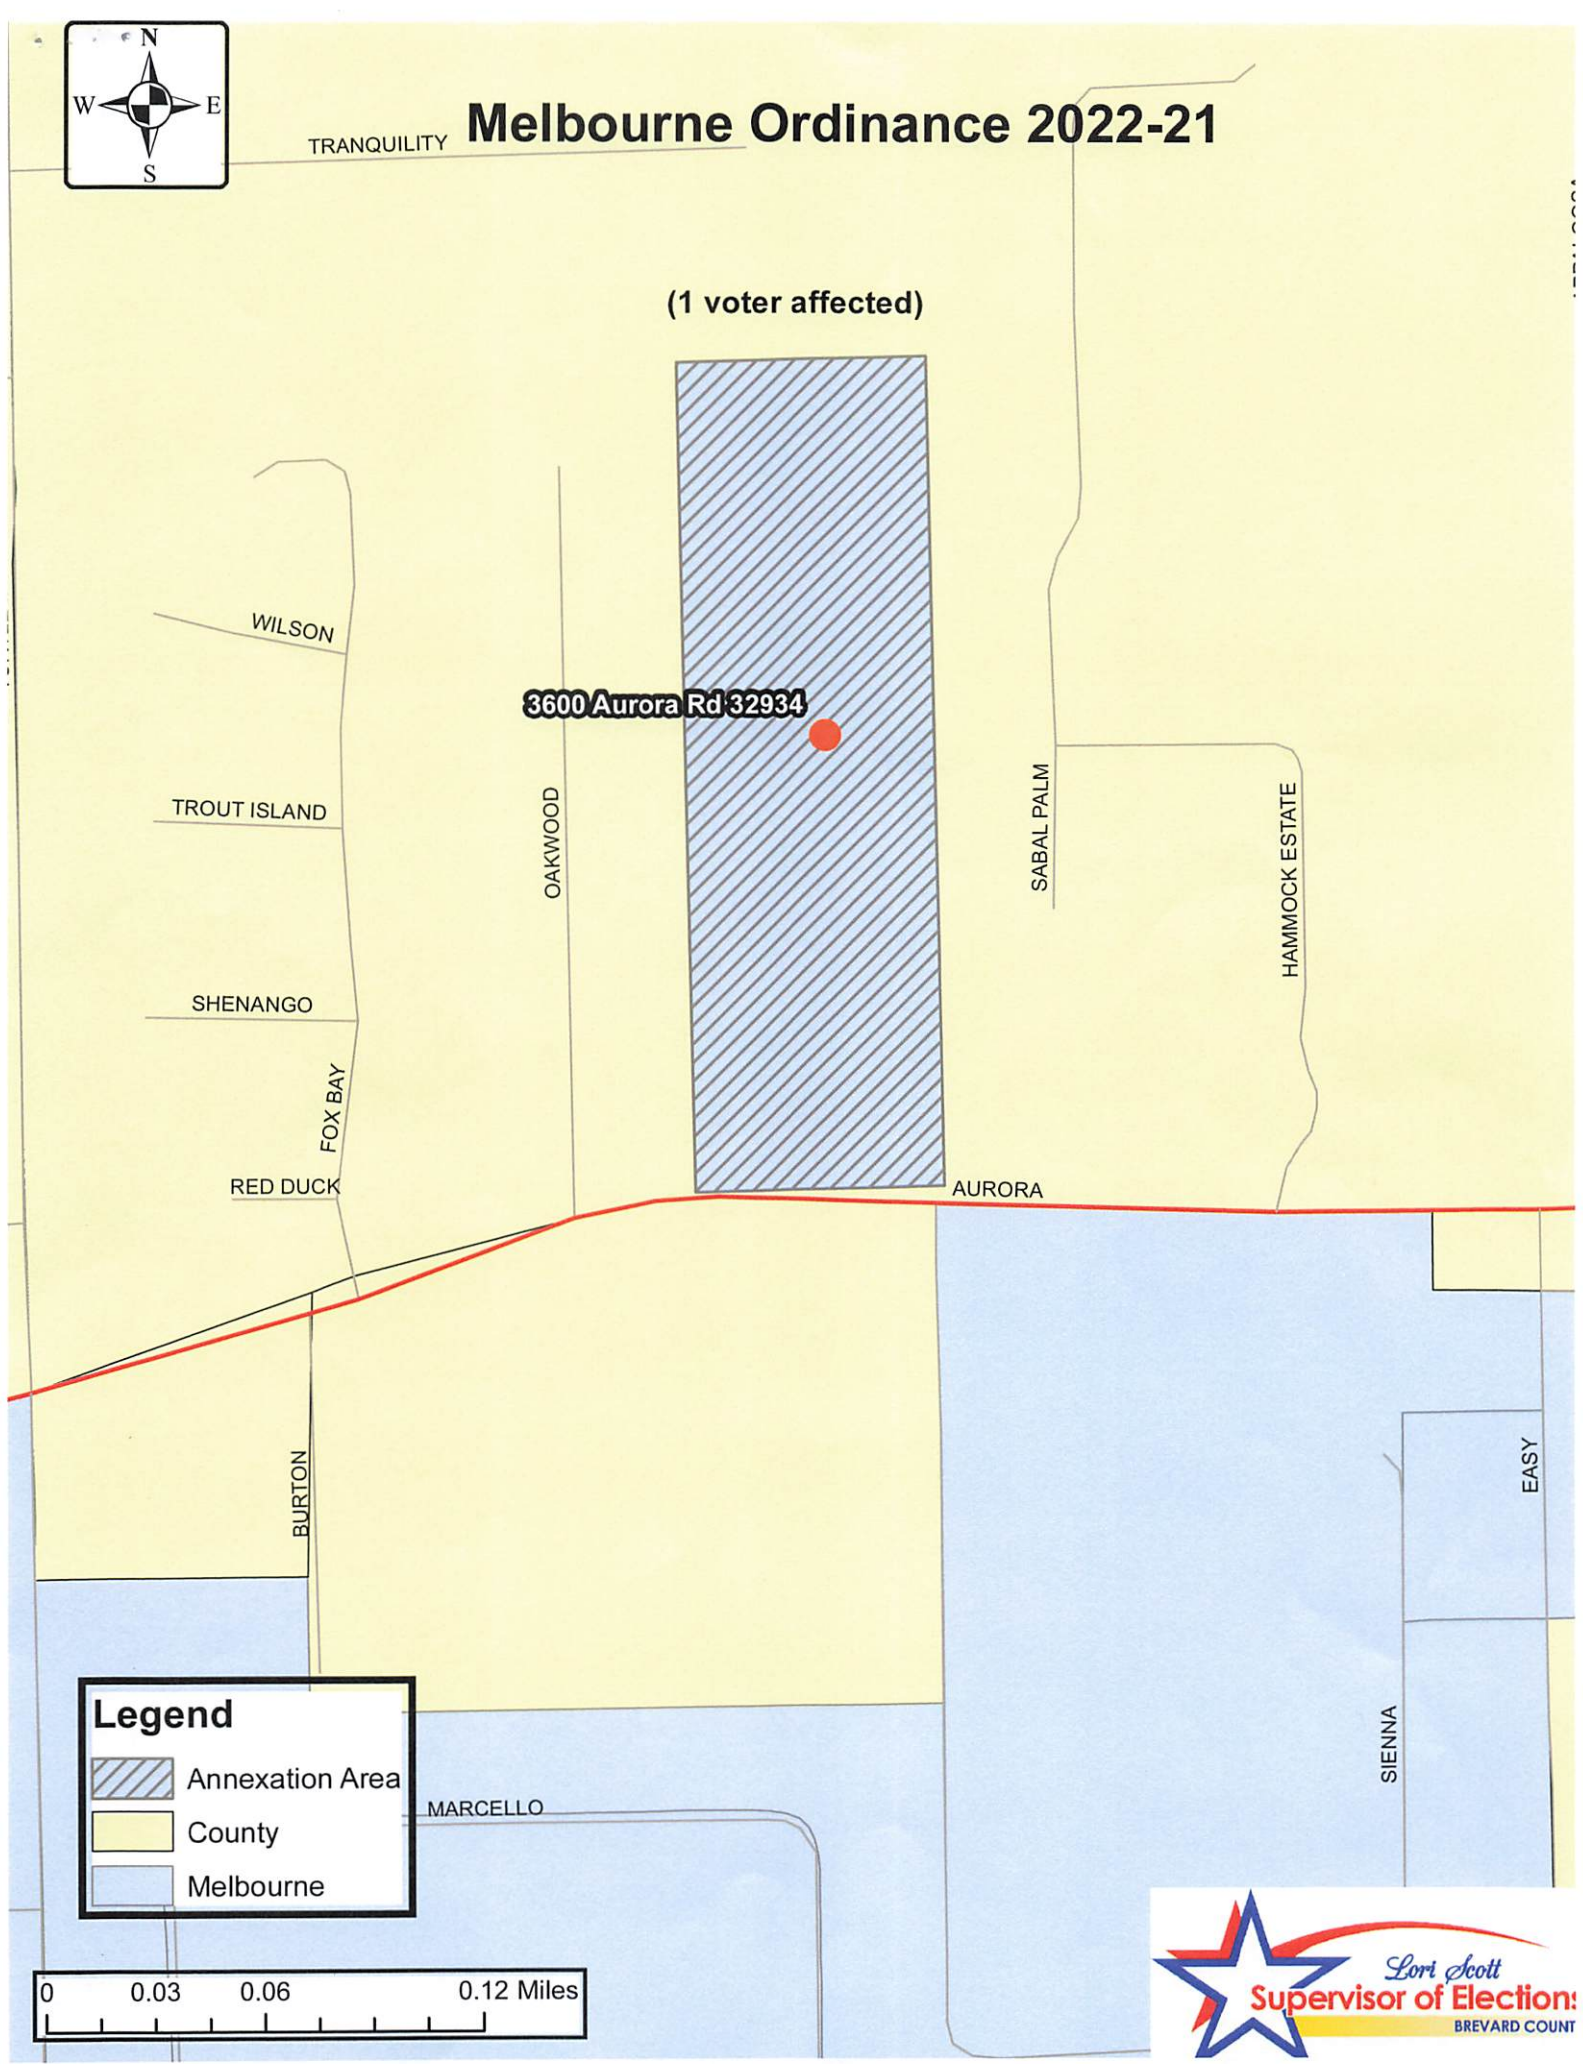 N
W E
S
Melbourne Ordinance 2022-21
TRANQUILITY
(1 voter affected)
WILSON
3600 Aurora Rd 32934
TROUT ISLAND
OAKWOOD
SABAL PALM
HAMMOCK ESTATE
SHENANGO
FOX BAY
RED DUCK
AURORA
BURTON
EASY
SIENNA
Legend
Annexation Area
County
Melbourne
MARCELLO
0 0.03 0.06 0.12 Miles
Lori Scott
Supervisor of Elections
BREVARD COUNT